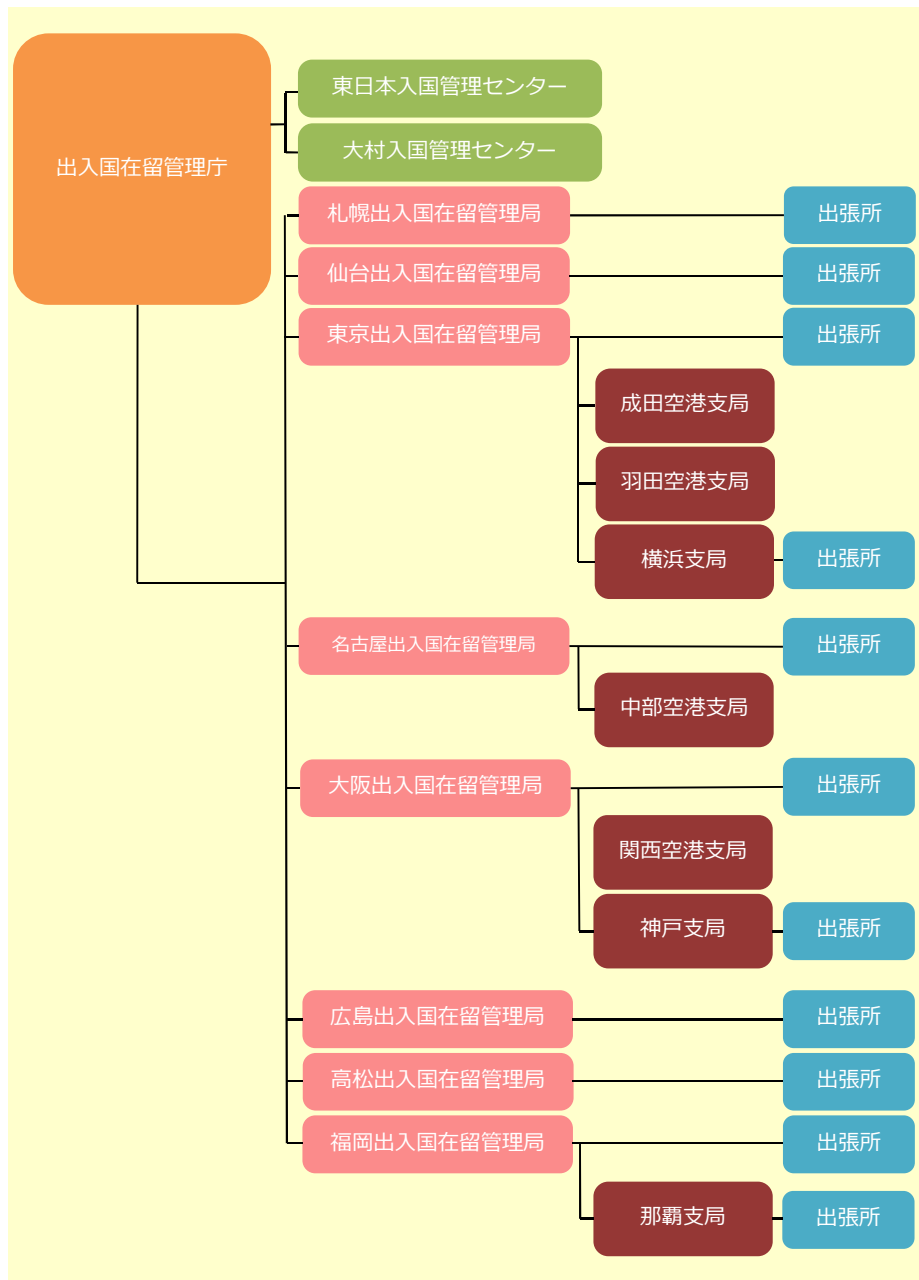 出入国在留管理庁
東日本入国管理センター
大村入国管理センター
札幌出入国在留管理局
出張所
仙台出入国在留管理局
出張所
東京出入国在留管理局
出張所
成田空港支局
羽田空港支局
横浜支局
出張所
名古屋出入国在留管理局
出張所
中部空港支局
大阪出入国在留管理局
出張所
関西空港支局
神戸支局
出張所
広島出入国在留管理局
出張所
高松出入国在留管理局
出張所
福岡出入国在留管理局
出張所
那覇支局
出張所